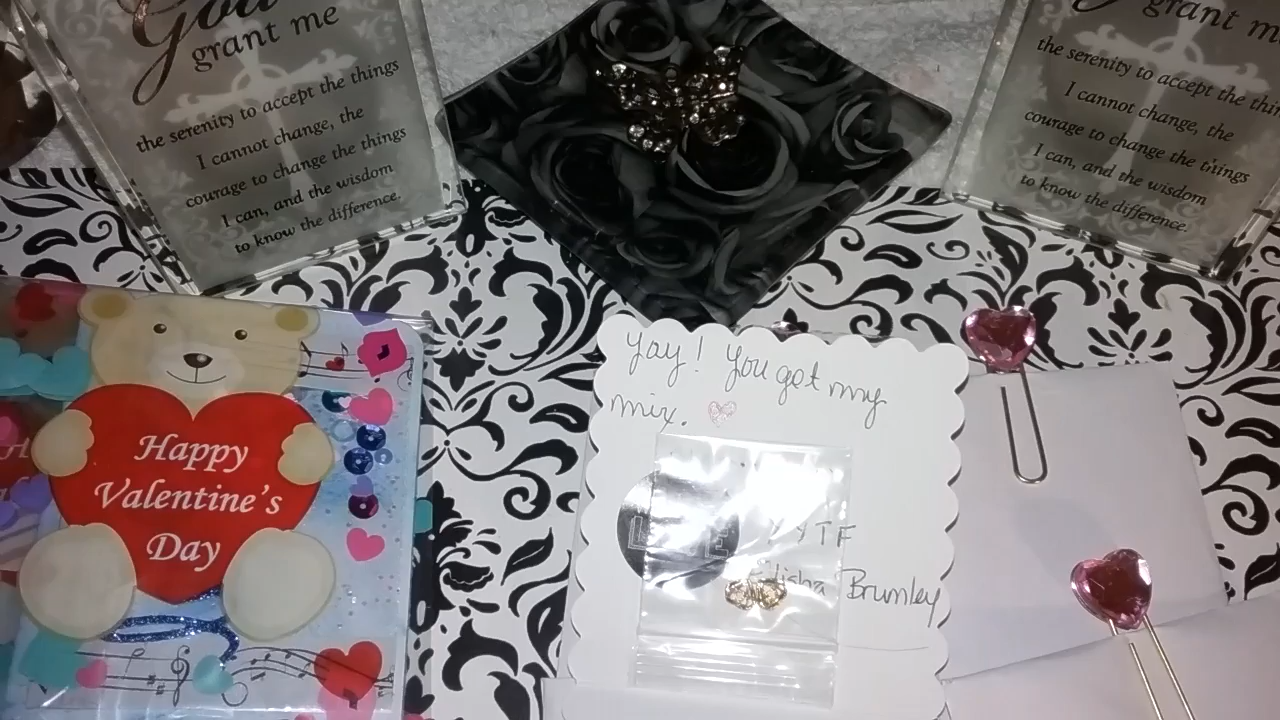 God
grant me
the serenity to accept the things
I cannot change, the
courage to change the things
I can, and the wisdom
to know the difference.
grant me
the serenity to accept the thin
I cannot change, the
courage to change the things
I can, and the wisdom
to know the difference.
Happy
Valentine's
Day
Yay! You got my
mix.
YTF
Brumley